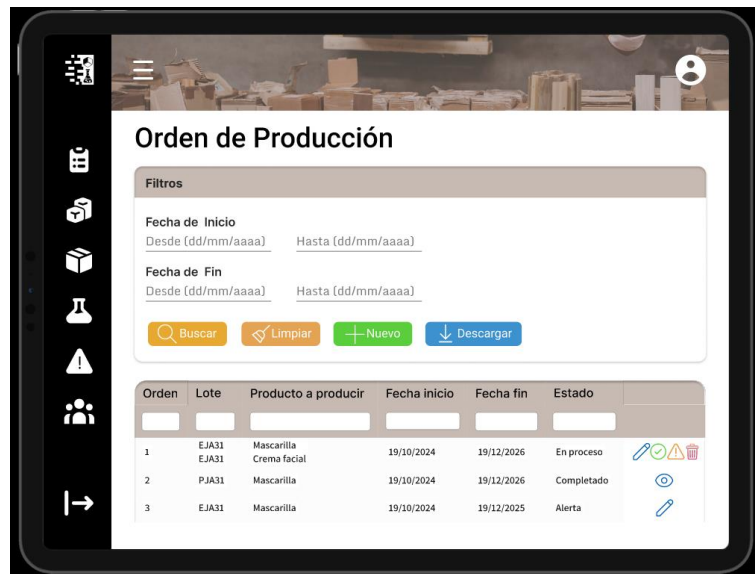 Orden de Producción
Filtros
Fecha de Inicio
Desde (dd/mm/aaaa) Hasta (dd/mm/aaaa)
Fecha de Fin
Desde (dd/mm/aaaa) Hasta (dd/mm/aaaa)
Buscar Limpiar Nuevo Descargar
Orden Lote Producto a producir Fecha inicio Fecha fin Estado
1 EJA31 Mascarilla 19/10/2024 19/12/2026 En proceso
EJA31 Crema facial
2 PJA31 Mascarilla 19/10/2024 19/12/2026 Completado
3 EJA31 Mascarilla 19/10/2024 19/12/2025 Alerta